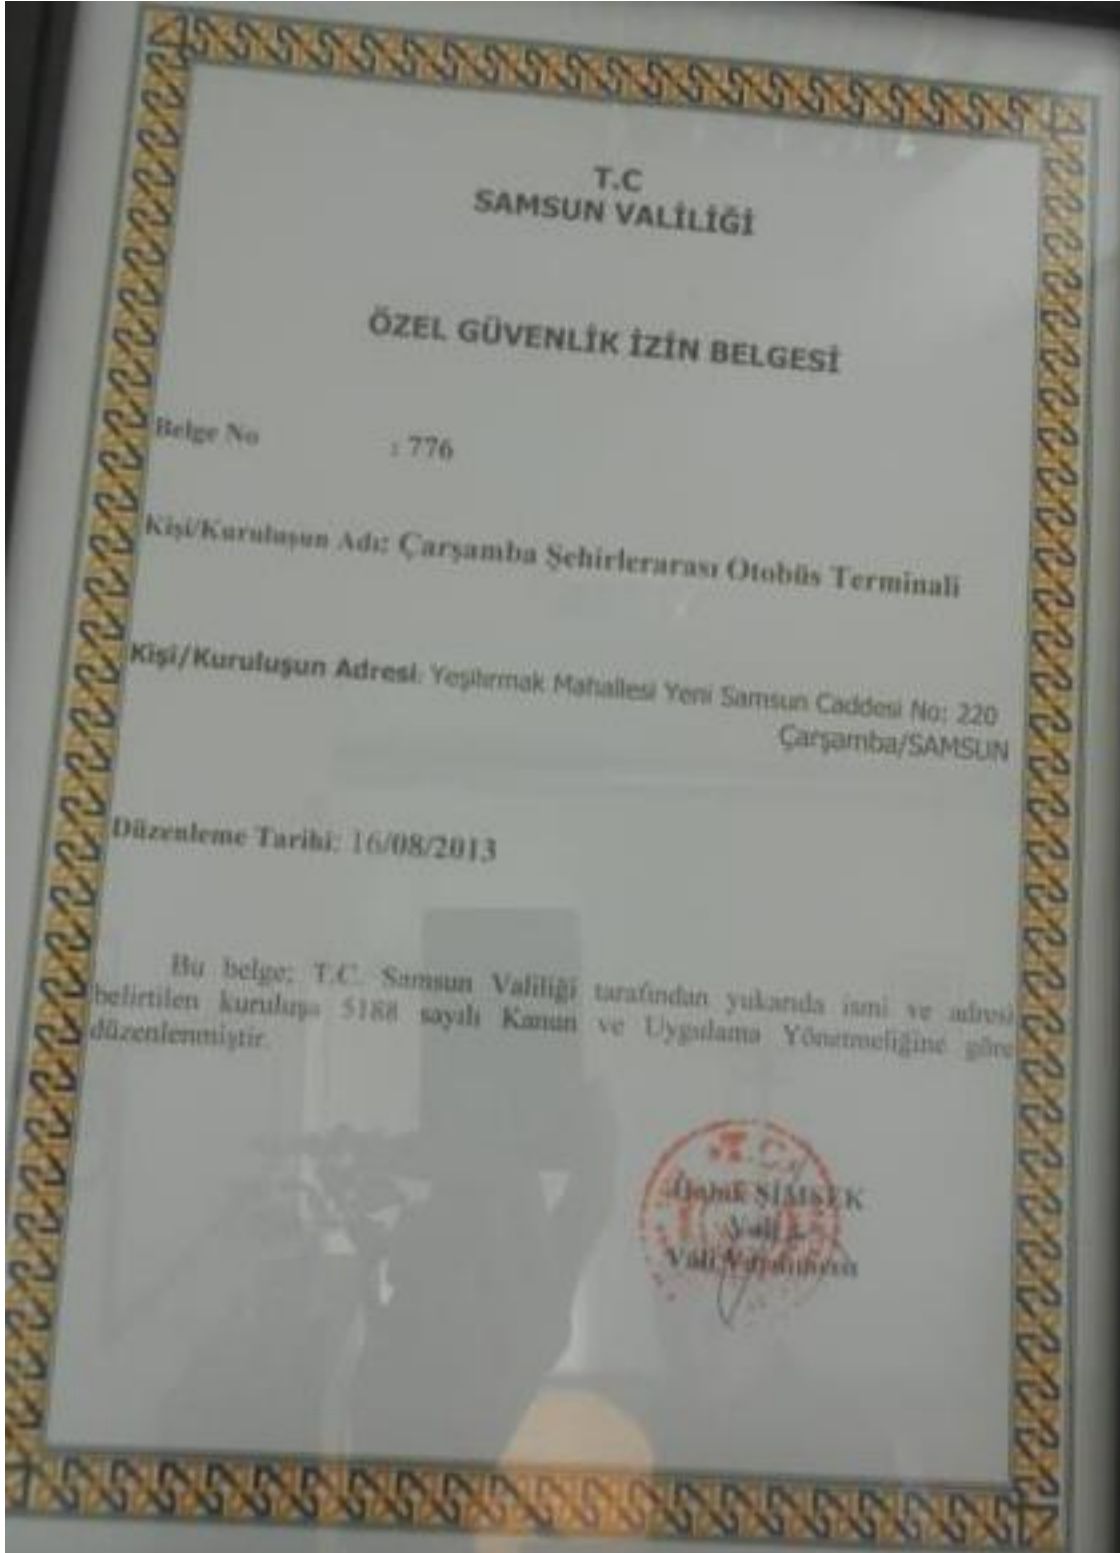 T.C
SAMSUN VALİLİĞİ
ÖZEL GÜVENLİK İZİN BELGESİ
Belge No : 776
Kişi/Kuruluşun Adı: Çarşamba Şehirlerarası Otobüs Terminali
Kişi/Kuruluşun Adresi: Yeşilırmak Mahallesi Yeni Samsun Caddesi No: 220
Çarşamba/SAMSUN
Düzenleme Tarihi: 16/08/2013
Bu belge; T.C. Samsun Valiliği tarafından yukarıda ismi ve adresi
belirtilen kuruluşa 5188 sayılı Kanun ve Uygulama Yönetmeliğine göre
düzenlenmiştir.
T.C.
ŞİMŞEK
Vali
Vali Yardımcısı